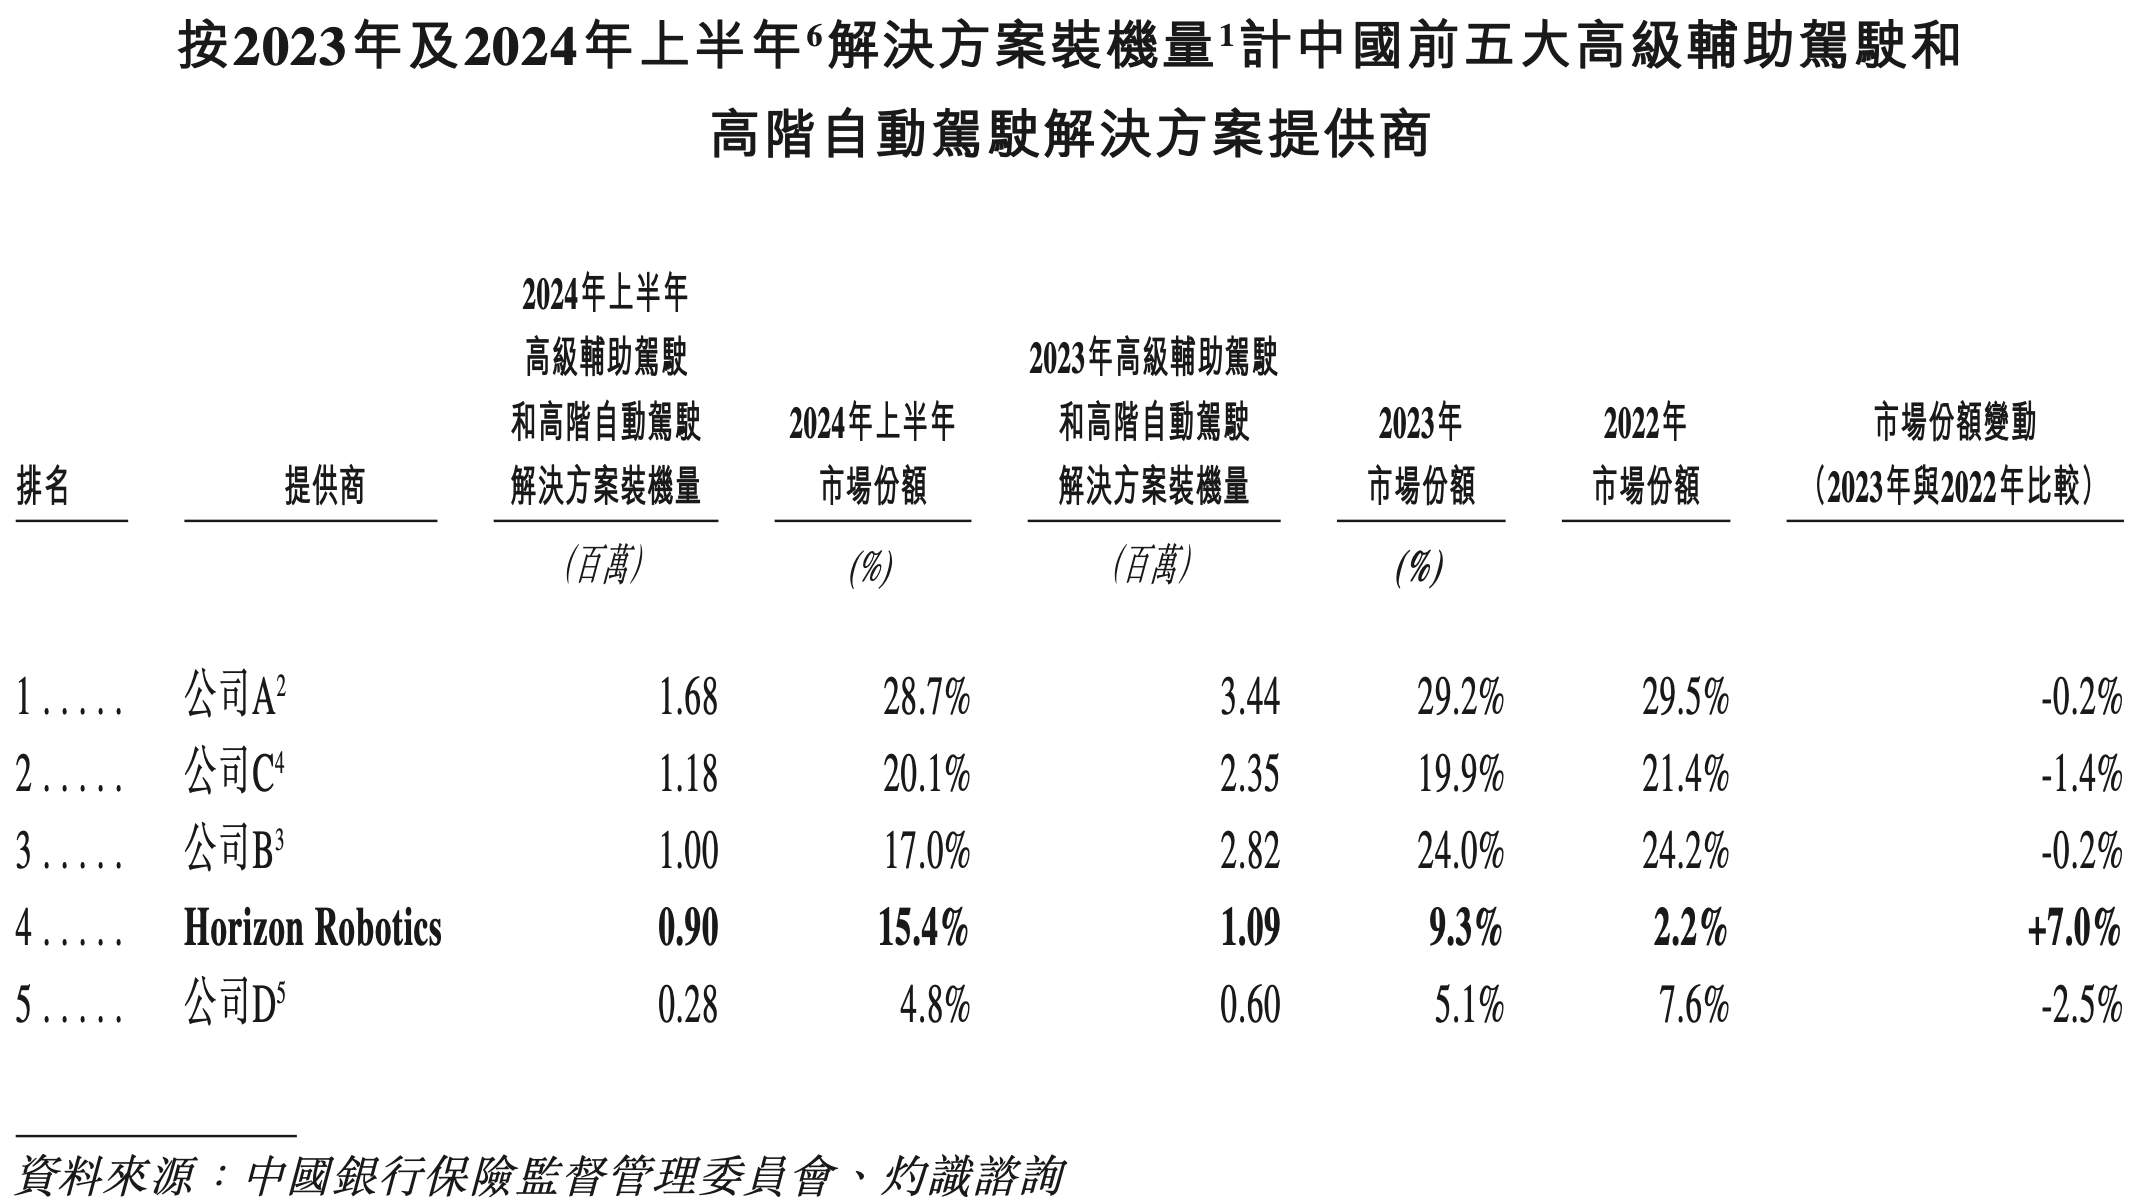 按2023年及2024年上半年⁶解決方案裝機量¹計中國前五大高級輔助駕駛和
高階自動駕駛解決方案提供商
2024年上半年
高級輔助駕駛 2023年高級輔助駕駛
和高階自動駕駛 2024年上半年 和高階自動駕駛 2023年 2022年 市場份額變動
排名 提供商 解決方案裝機量 市場份額 解決方案裝機量 市場份額 市場份額 （2023年與2022年比較）
(百萬) (%) (百萬) (%)
1 . . . . . 公司A² 1.68 28.7% 3.44 29.2% 29.5% -0.2%
2 . . . . . 公司C⁴ 1.18 20.1% 2.35 19.9% 21.4% -1.4%
3 . . . . . 公司B³ 1.00 17.0% 2.82 24.0% 24.2% -0.2%
4 . . . . . Horizon Robotics 0.90 15.4% 1.09 9.3% 2.2% +7.0%
5 . . . . . 公司D⁵ 0.28 4.8% 0.60 5.1% 7.6% -2.5%
資料來源：中國銀行保險監督管理委員會、灼識諮詢